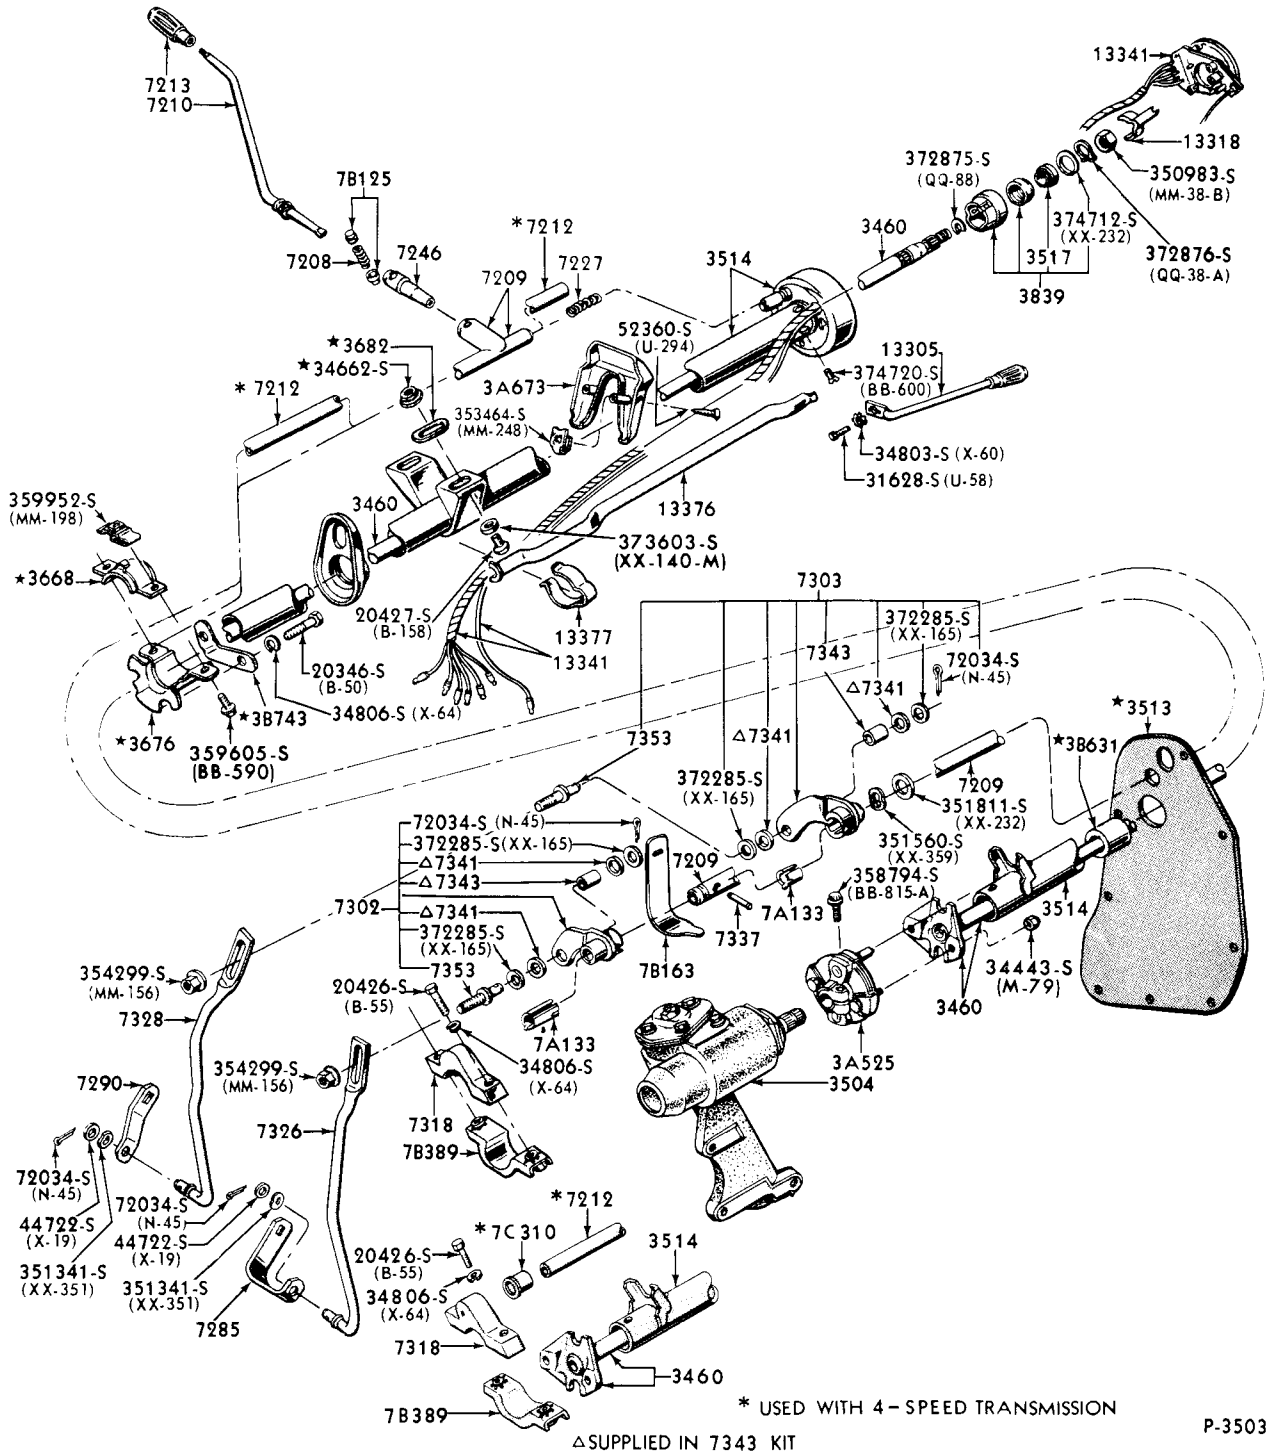 7213
7210
13341
13318
7B125
372875-S
(QQ-88)
350983-S
(MM-38-B)
*7212
3460
374712-S
(XX-232)
7208
7246
7209
7227
3514
3517
372876-S
(QQ-38-A)
3839
★3682
★34662-S
52360-S
(U-294)
13305
374720-S
(BB-600)
* 7212
3A673
353464-S
(MM-248)
34803-S (X-60)
31628-S (U-58)
359952-S
(MM-198)
3460
13376
★3668
373603-S
(XX-140-M)
7303
20427-S
(B-158)
13377
13341
372285-S
(XX-165)
7343
72034-S
(N-45)
20346-S
(B-50)
34806-S (X-64)
★3B743
△7341
★3513
★3676
359605-S
(BB-590)
7353
△7341
★3B631
372285-S
(XX-165)
7209
351811-S
(XX-232)
72034-S (N-45)
372285-S (XX-165)
△7341
△7343
7209
351560-S
(XX-359)
358794-S
(BB-815-A)
7302
△7341
7A133
3514
372285-S
(XX-165)
7337
7353
7B163
34443-S
(M-79)
354299-S
(MM-156)
20426-S
(B-55)
3460
7328
7A133
3A525
3504
354299-S
(MM-156)
34806-S
(X-64)
7290
7318
7326
7B389
72034-S
(N-45)
72034-S
(N-45)
*7212
44722-S
(X-19)
44722-S
(X-19)
*7C310
3514
20426-S
(B-55)
351341-S
(XX-351)
351341-S
(XX-351)
34806-S
(X-64)
7285
7318
3460
7B389
* USED WITH 4-SPEED TRANSMISSION
△SUPPLIED IN 7343 KIT
P-3503